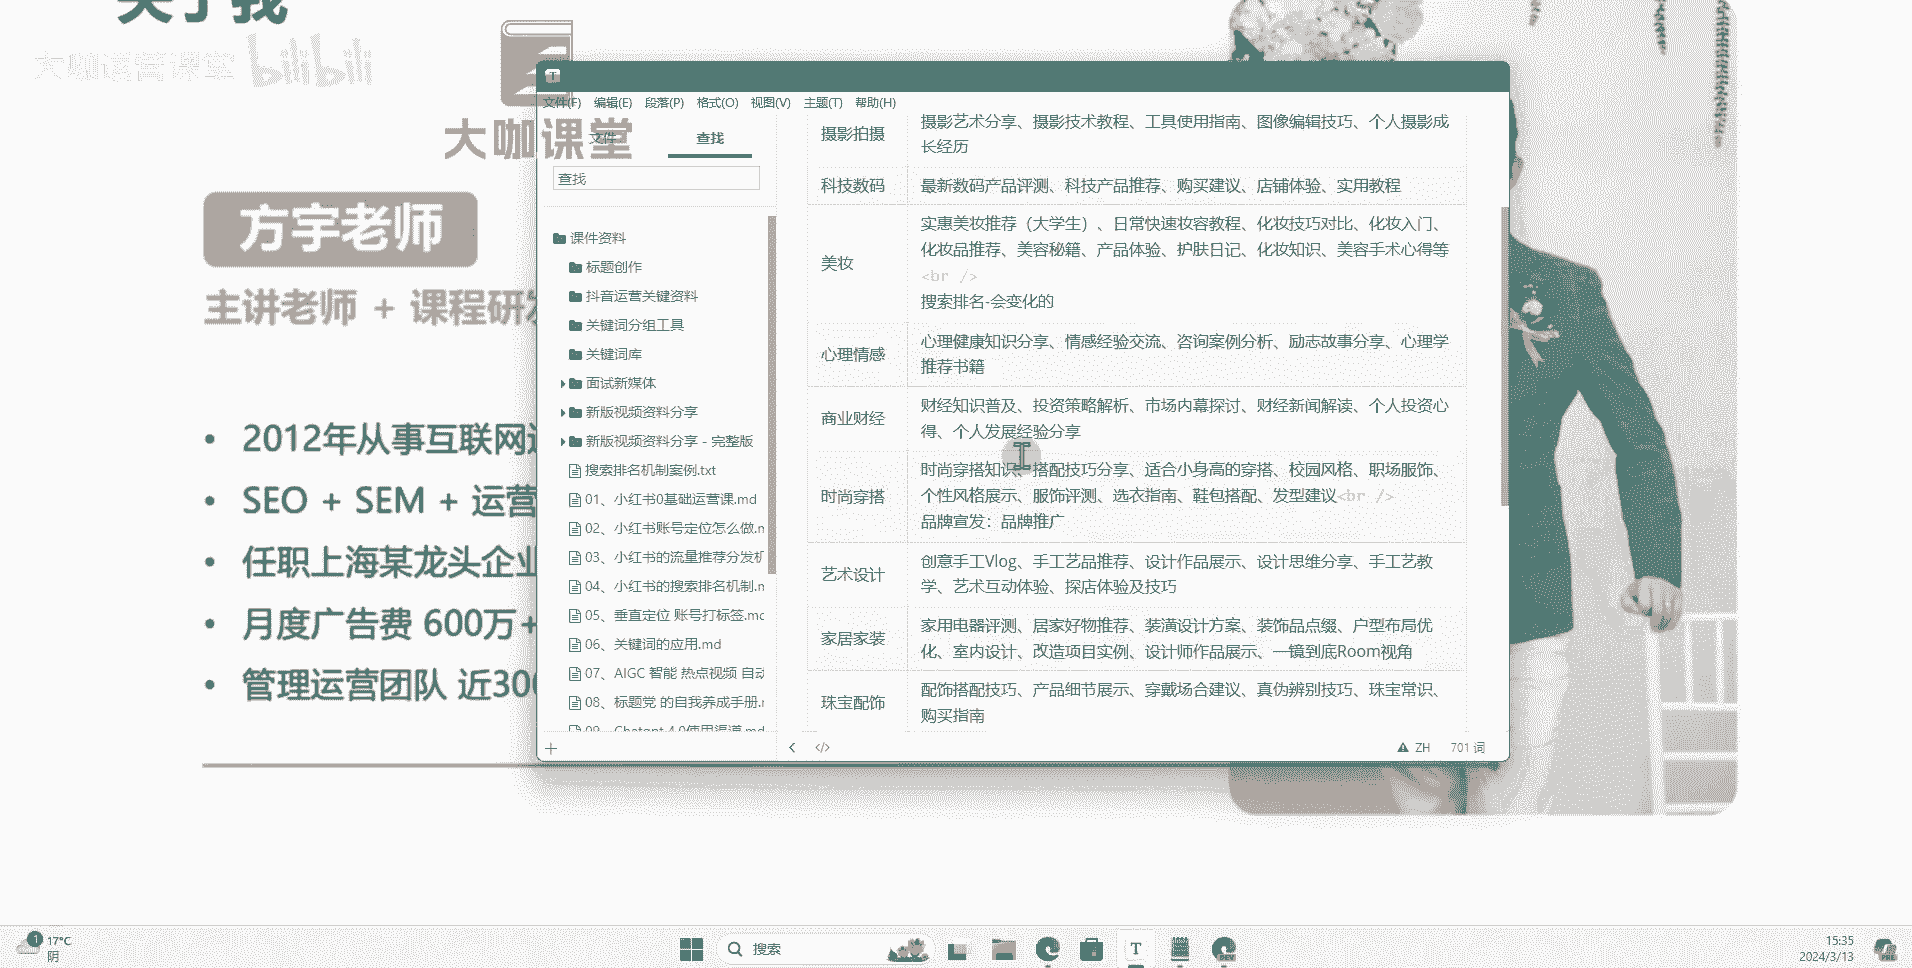 关于我
大咖运营课堂 bilibili
大咖课堂
方宇老师
主讲老师 + 课程研发
2012年从事互联网运
SEO + SEM + 运营
任职上海某龙头企业
月度广告费 600万+
管理运营团队 近300
文件(F) 编辑(E) 段落(P) 格式(O) 视图(V) 主题(T) 帮助(H)
文件 查找
查找
课件资料
标题创作
抖音运营关键资料
关键词分组工具
关键词库
面试新媒体
新版视频资料分享
新版视频资料分享 - 完整版
搜索排名机制案例.txt
01、小红书0基础运营课.md
02、小红书账号定位怎么做.m
03、小红书的流量推荐分发机
04、小红书的搜索排名机制.m
05、垂直定位 账号打标签.mc
06、关键词的应用.md
07、AIGC 智能 热点视频 自动
08、标题党 的自我养成手册.r
09、Chatgpt 4.0使用渠道.md
摄影拍摄
摄影艺术分享、摄影技术教程、工具使用指南、图像编辑技巧、个人摄影成
长经历
科技数码
最新数码产品评测、科技产品推荐、购买建议、店铺体验、实用教程
美妆
实惠美妆推荐（大学生）、日常快速妆容教程、化妆技巧对比、化妆入门、
化妆品推荐、美容秘籍、产品体验、护肤日记、化妆知识、美容手术心得等
<br />
搜索排名-会变化的
心理情感
心理健康知识分享、情感经验交流、咨询案例分析、励志故事分享、心理学
推荐书籍
商业财经
财经知识普及、投资策略解析、市场内幕探讨、财经新闻解读、个人投资心
得、个人发展经验分享
时尚穿搭
时尚穿搭知识、搭配技巧分享、适合小身高的穿搭、校园风格、职场服饰、
个性风格展示、服饰评测、选衣指南、鞋包搭配、发型建议<br />
品牌宣发：品牌推广
艺术设计
创意手工Vlog、手工艺品推荐、设计作品展示、设计思维分享、手工艺教
学、艺术互动体验、探店体验及技巧
家居家装
家用电器评测、居家好物推荐、装潢设计方案、装饰品点缀、户型布局优
化、室内设计、改造项目实例、设计师作品展示、一镜到底Room视角
珠宝配饰
配饰搭配技巧、产品细节展示、穿戴场合建议、真伪辨别技巧、珠宝常识、
购买指南
ZH 701 词
1
17°C
阴
搜索
15:35
2024/3/13